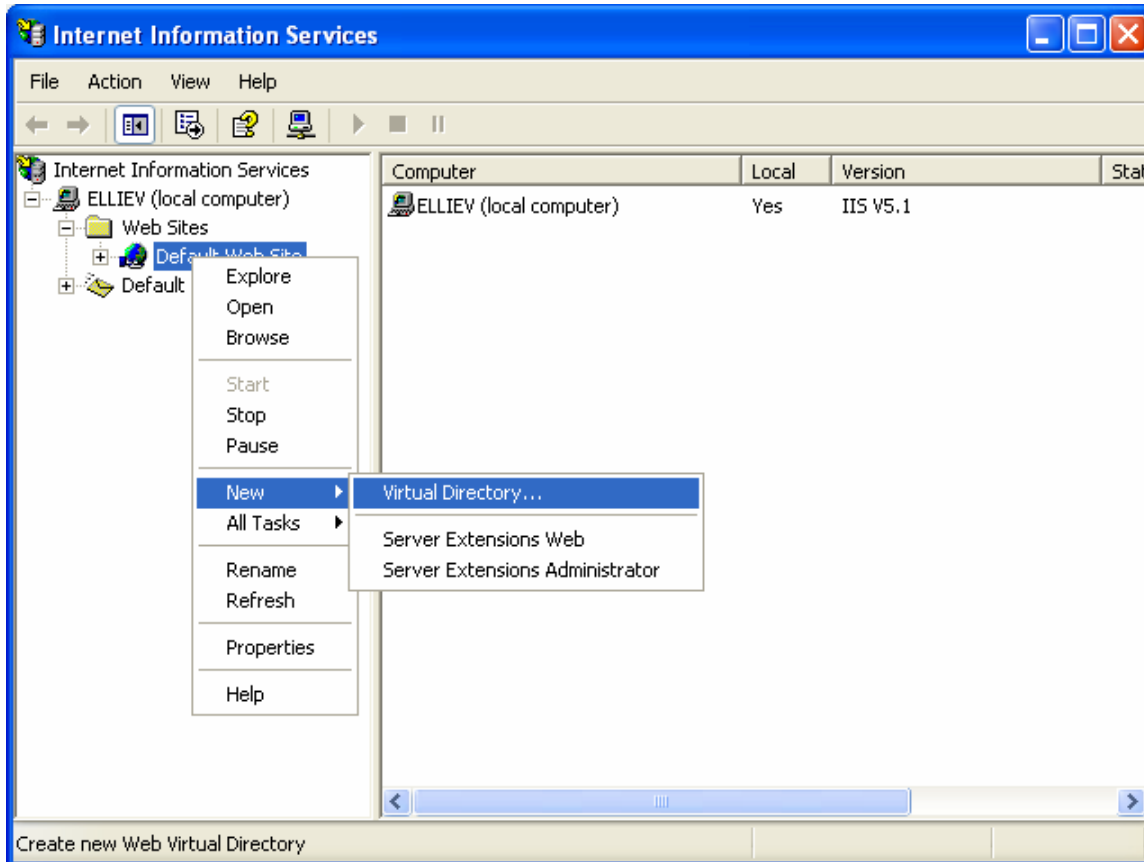 Internet Information Services
File Action View Help
Internet Information Services
ELLIEV (local computer)
Web Sites
Default Web Site
Default
Computer Local Version Stat
ELLIEV (local computer) Yes IIS V5.1
Explore
Open
Browse
Start
Stop
Pause
New
All Tasks
Rename
Refresh
Properties
Help
Virtual Directory...
Server Extensions Web
Server Extensions Administrator
Create new Web Virtual Directory